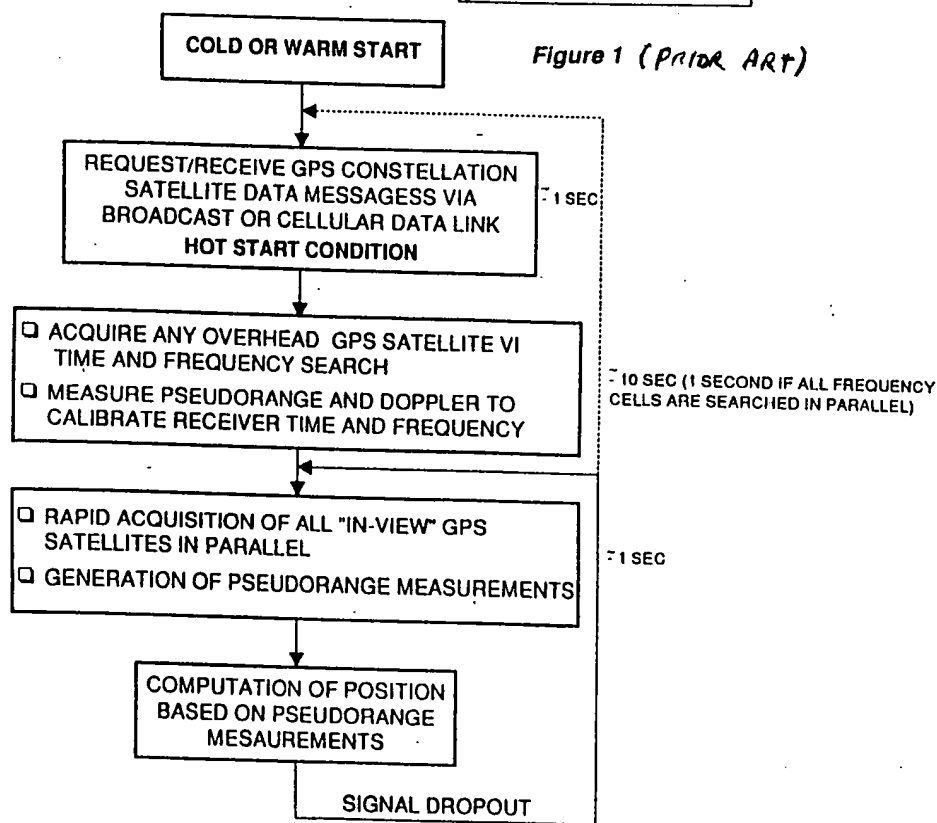 COLD OR WARM START
Figure 1 (PRIOR ART)
REQUEST/RECEIVE GPS CONSTELLATION
SATELLITE DATA MESSAGESS VIA
BROADCAST OR CELLULAR DATA LINK
HOT START CONDITION
~ 1 SEC
❑ ACQUIRE ANY OVERHEAD GPS SATELLITE VI
TIME AND FREQUENCY SEARCH
❑ MEASURE PSEUDORANGE AND DOPPLER TO
CALIBRATE RECEIVER TIME AND FREQUENCY
~ 10 SEC (1 SECOND IF ALL FREQUENCY
CELLS ARE SEARCHED IN PARALLEL)
❑ RAPID ACQUISITION OF ALL "IN-VIEW" GPS
SATELLITES IN PARALLEL
❑ GENERATION OF PSEUDORANGE MEASUREMENTS
~ 1 SEC
COMPUTATION OF POSITION
BASED ON PSEUDORANGE
MESAUREMENTS
SIGNAL DROPOUT